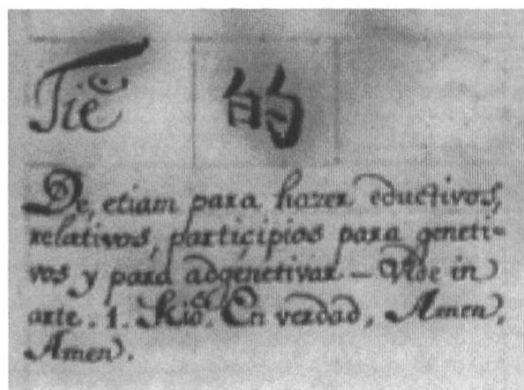 Tiĕ 的
De, etiam para hazer eductivos,
relativos, participios para geneti-
vos y para adgenetivar - Vide in
arte. 1. Kiŏ. En verdad, Amen,
Amen.